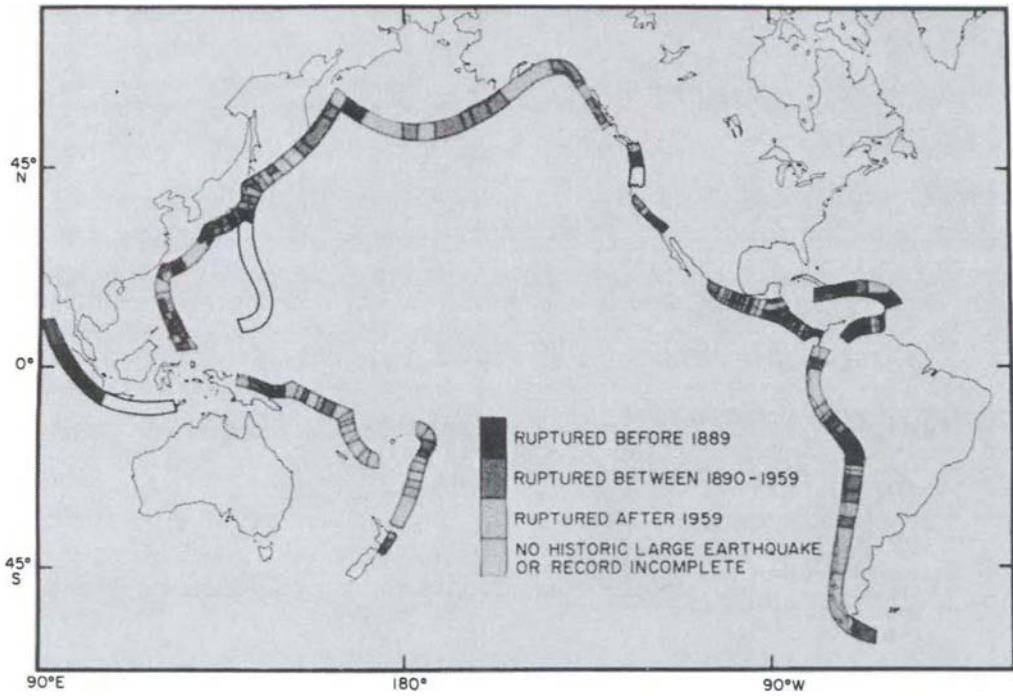 45°
N
0°
45°
S
RUPTURED BEFORE 1889
RUPTURED BETWEEN 1890-1959
RUPTURED AFTER 1959
NO HISTORIC LARGE EARTHQUAKE
OR RECORD INCOMPLETE
90°E
180°
90°W